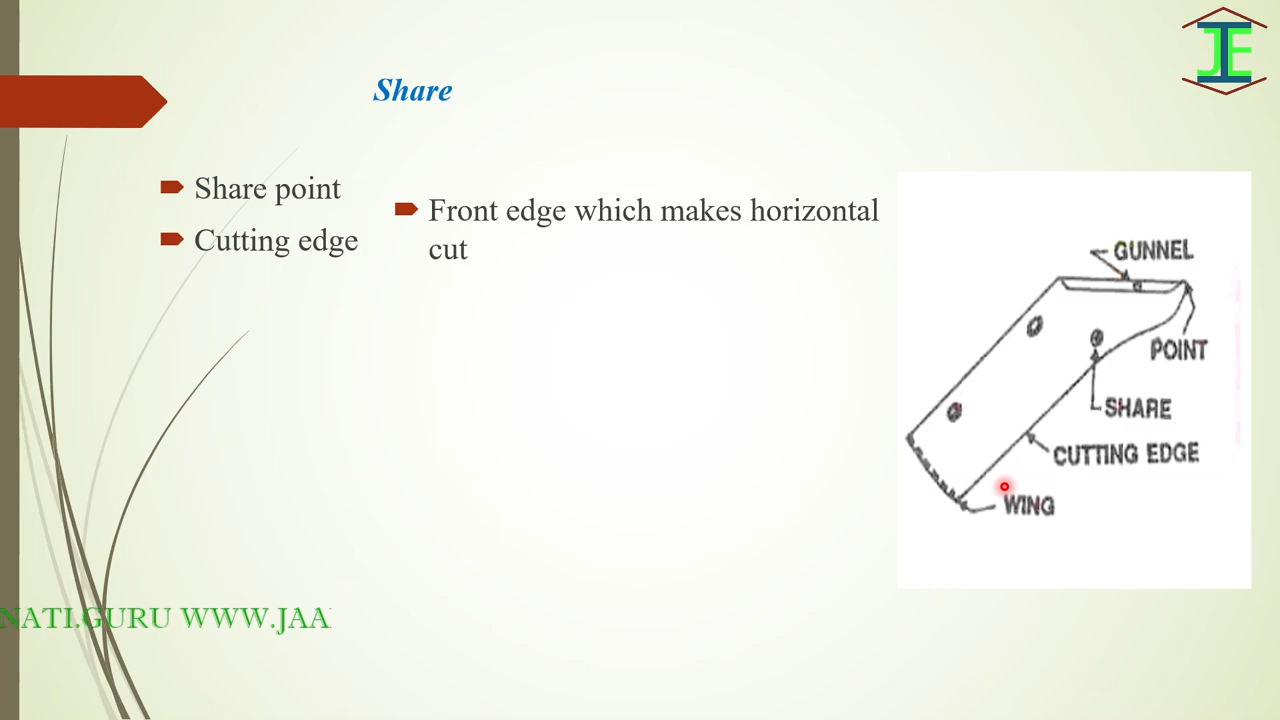 JE
Share
Share point
Cutting edge
Front edge which makes horizontal
cut
GUNNEL
POINT
SHARE
CUTTING EDGE
WING
NATI.GURU WWW.JAA